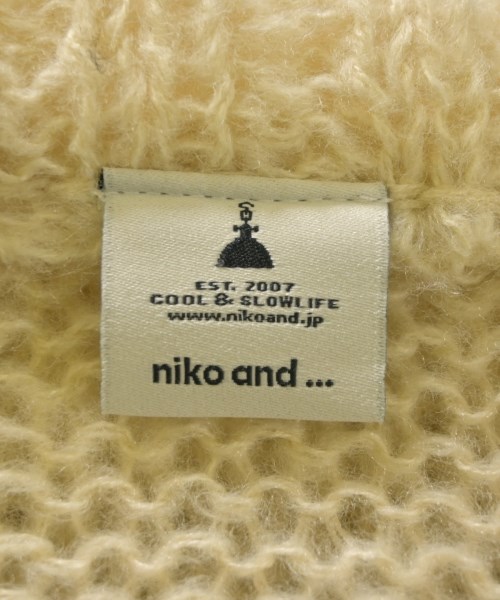 EST. 2007
COOL & SLOWLIFE
www.nikoand.jp
niko and ...